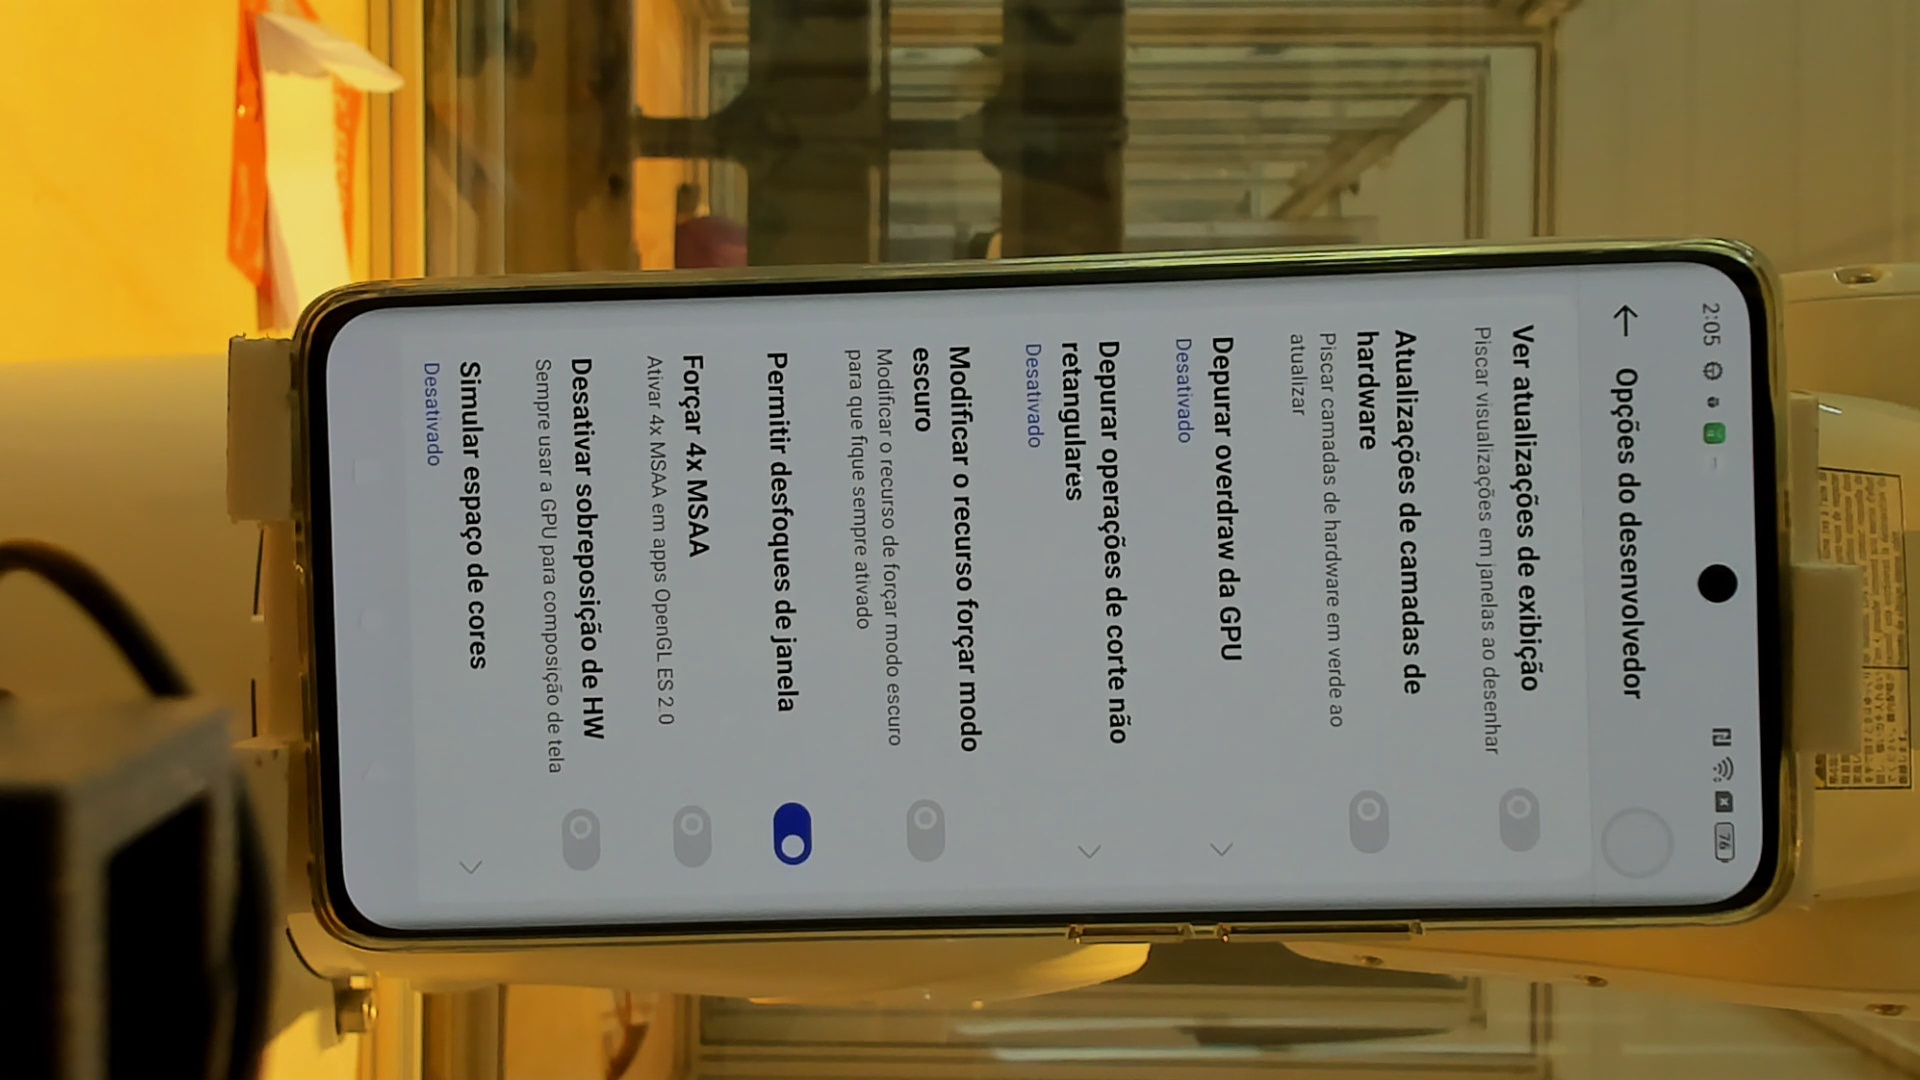 2:05
76
Opções do desenvolvedor
Ver atualizações de exibição
Piscar visualizações em janelas ao desenhar
Atualizações de camadas de
hardware
Piscar camadas de hardware em verde ao
atualizar
Depurar overdraw da GPU
Desativado
Depurar operações de corte não
retangulares
Desativado
Modificar o recurso forçar modo
escuro
Modificar o recurso de forçar modo escuro
para que fique sempre ativado
Permitir desfoques de janela
Forçar 4x MSAA
Ativar 4x MSAA em apps OpenGL ES 2.0
Desativar sobreposição de HW
Sempre usar a GPU para composição de tela
Simular espaço de cores
Desativado